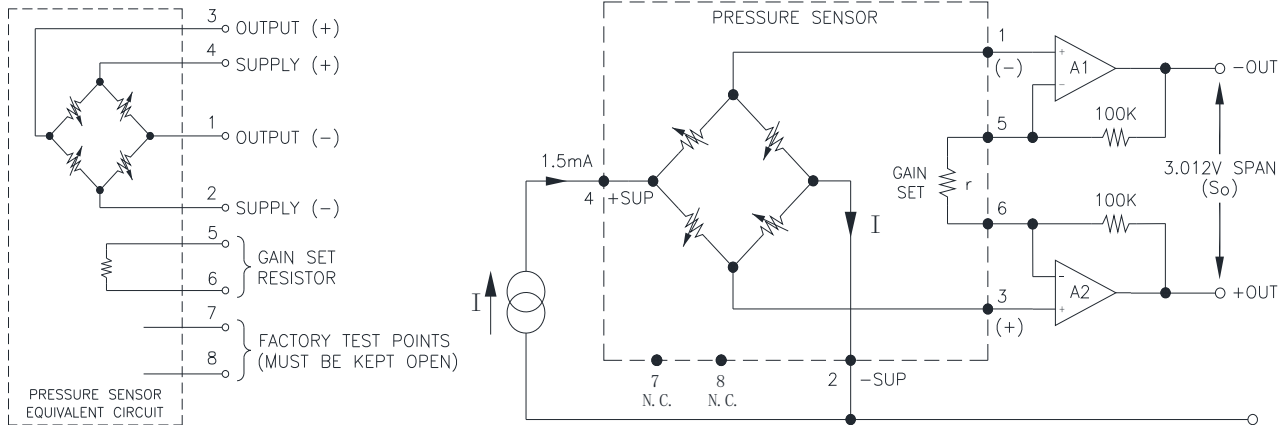 3
OUTPUT (+)
4
SUPPLY (+)
1
OUTPUT (-)
2
SUPPLY (-)
5
GAIN SET
RESISTOR
6
7
FACTORY TEST POINTS
(MUST BE KEPT OPEN)
8
PRESSURE SENSOR
EQUIVALENT CIRCUIT
PRESSURE SENSOR
1
(-)
+
A1
-
-OUT
5
100K
1.5mA
4
+SUP
GAIN
SET
r
3.012V SPAN
(So)
6
100K
I
I
-
A2
+
+OUT
3
(+)
7
N.C.
8
N.C.
2
-SUP